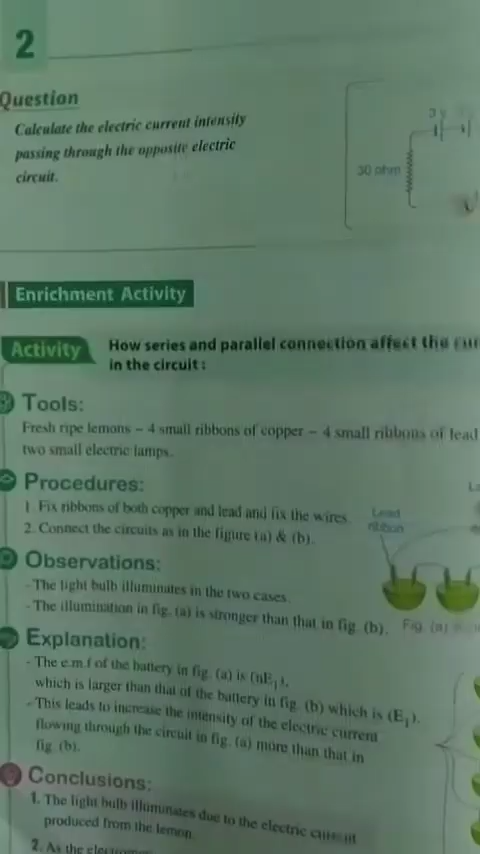 2
Question
Calculate the electric current intensity
passing through the opposite electric
circuit.
3 v
30 ohm
Enrichment Activity
Activity
How series and parallel connection affect the
in the circuit :
Tools:
Fresh ripe lemons – 4 small ribbons of copper – 4 small ribbons of lead
two small electric lamps.
Procedures:
1. Fix ribbons of both copper and lead and fix the wires.
2. Connect the circuits as in the figure (a) & (b).
Lead
ribbon
Observations:
- The light bulb illuminates in the two cases.
- The illumination in fig. (a) is stronger than that in fig. (b).
Fig. (a)
Explanation:
- The e.m.f of the battery in fig. (a) is (nE₁),
which is larger than that of the battery in fig. (b) which is (E₁).
- This leads to increase the intensity of the electric current
flowing through the circuit in fig. (a) more than that in
fig. (b).
Conclusions:
1. The light bulb illuminates due to the electric current
produced from the lemon.
2. As the